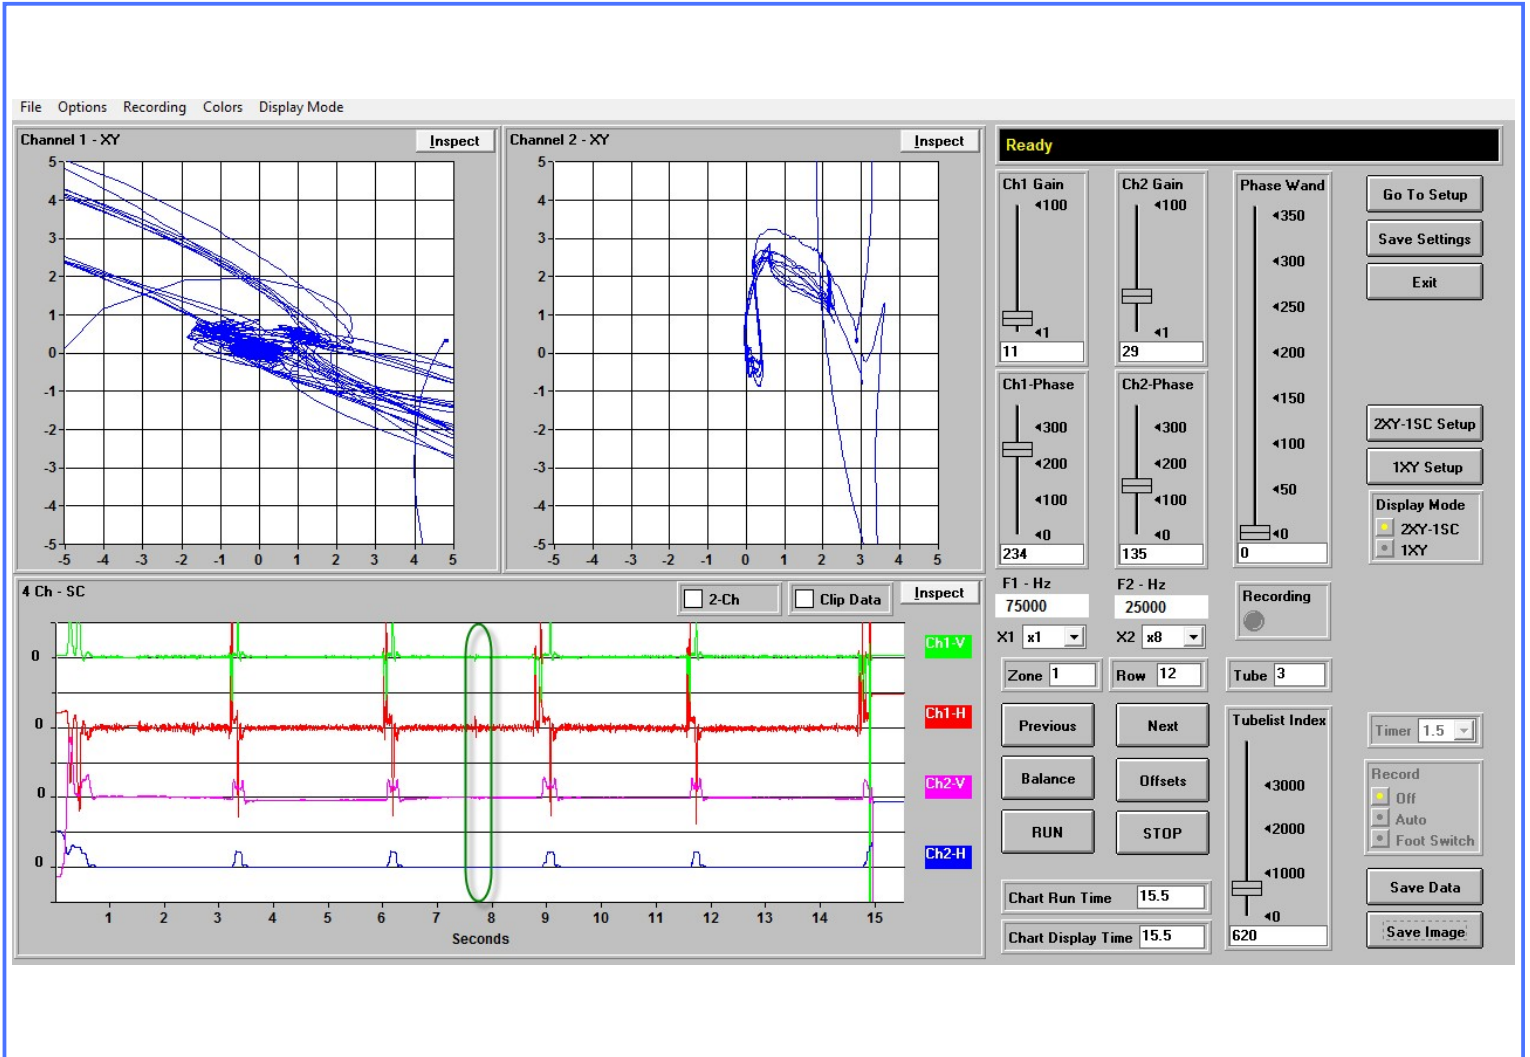 File Options Recording Colors Display Mode
Channel 1 - XY
Inspect
5
4
3
2
1
0
-1
-2
-3
-4
-5
-5 -4 -3 -2 -1 0 1 2 3 4 5
Channel 2 - XY
Inspect
5
4
3
2
1
0
-1
-2
-3
-4
-5
-5 -4 -3 -2 -1 0 1 2 3 4 5
4 Ch - SC
2-Ch
Clip Data
Inspect
0
0
0
0
Ch1-V
Ch1-H
Ch2-V
Ch2-H
1 2 3 4 5 6 7 8 9 10 11 12 13 14 15
Seconds
Ready
Ch1 Gain
100
1
11
Ch2 Gain
100
1
29
Phase Wand
350
300
250
200
150
100
50
0
0
Ch1-Phase
300
200
100
0
234
Ch2-Phase
300
200
100
0
135
Go To Setup
Save Settings
Exit
2XY-1SC Setup
1XY Setup
Display Mode
2XY-1SC
1XY
F1 - Hz
75000
F2 - Hz
25000
Recording
X1 x1
X2 x8
Zone 1
Row 12
Tube 3
Previous
Next
Balance
Offsets
RUN
STOP
Tubelist Index
3000
2000
1000
0
620
Timer 1.5
Record
Off
Auto
Foot Switch
Chart Run Time 15.5
Chart Display Time 15.5
Save Data
Save Image